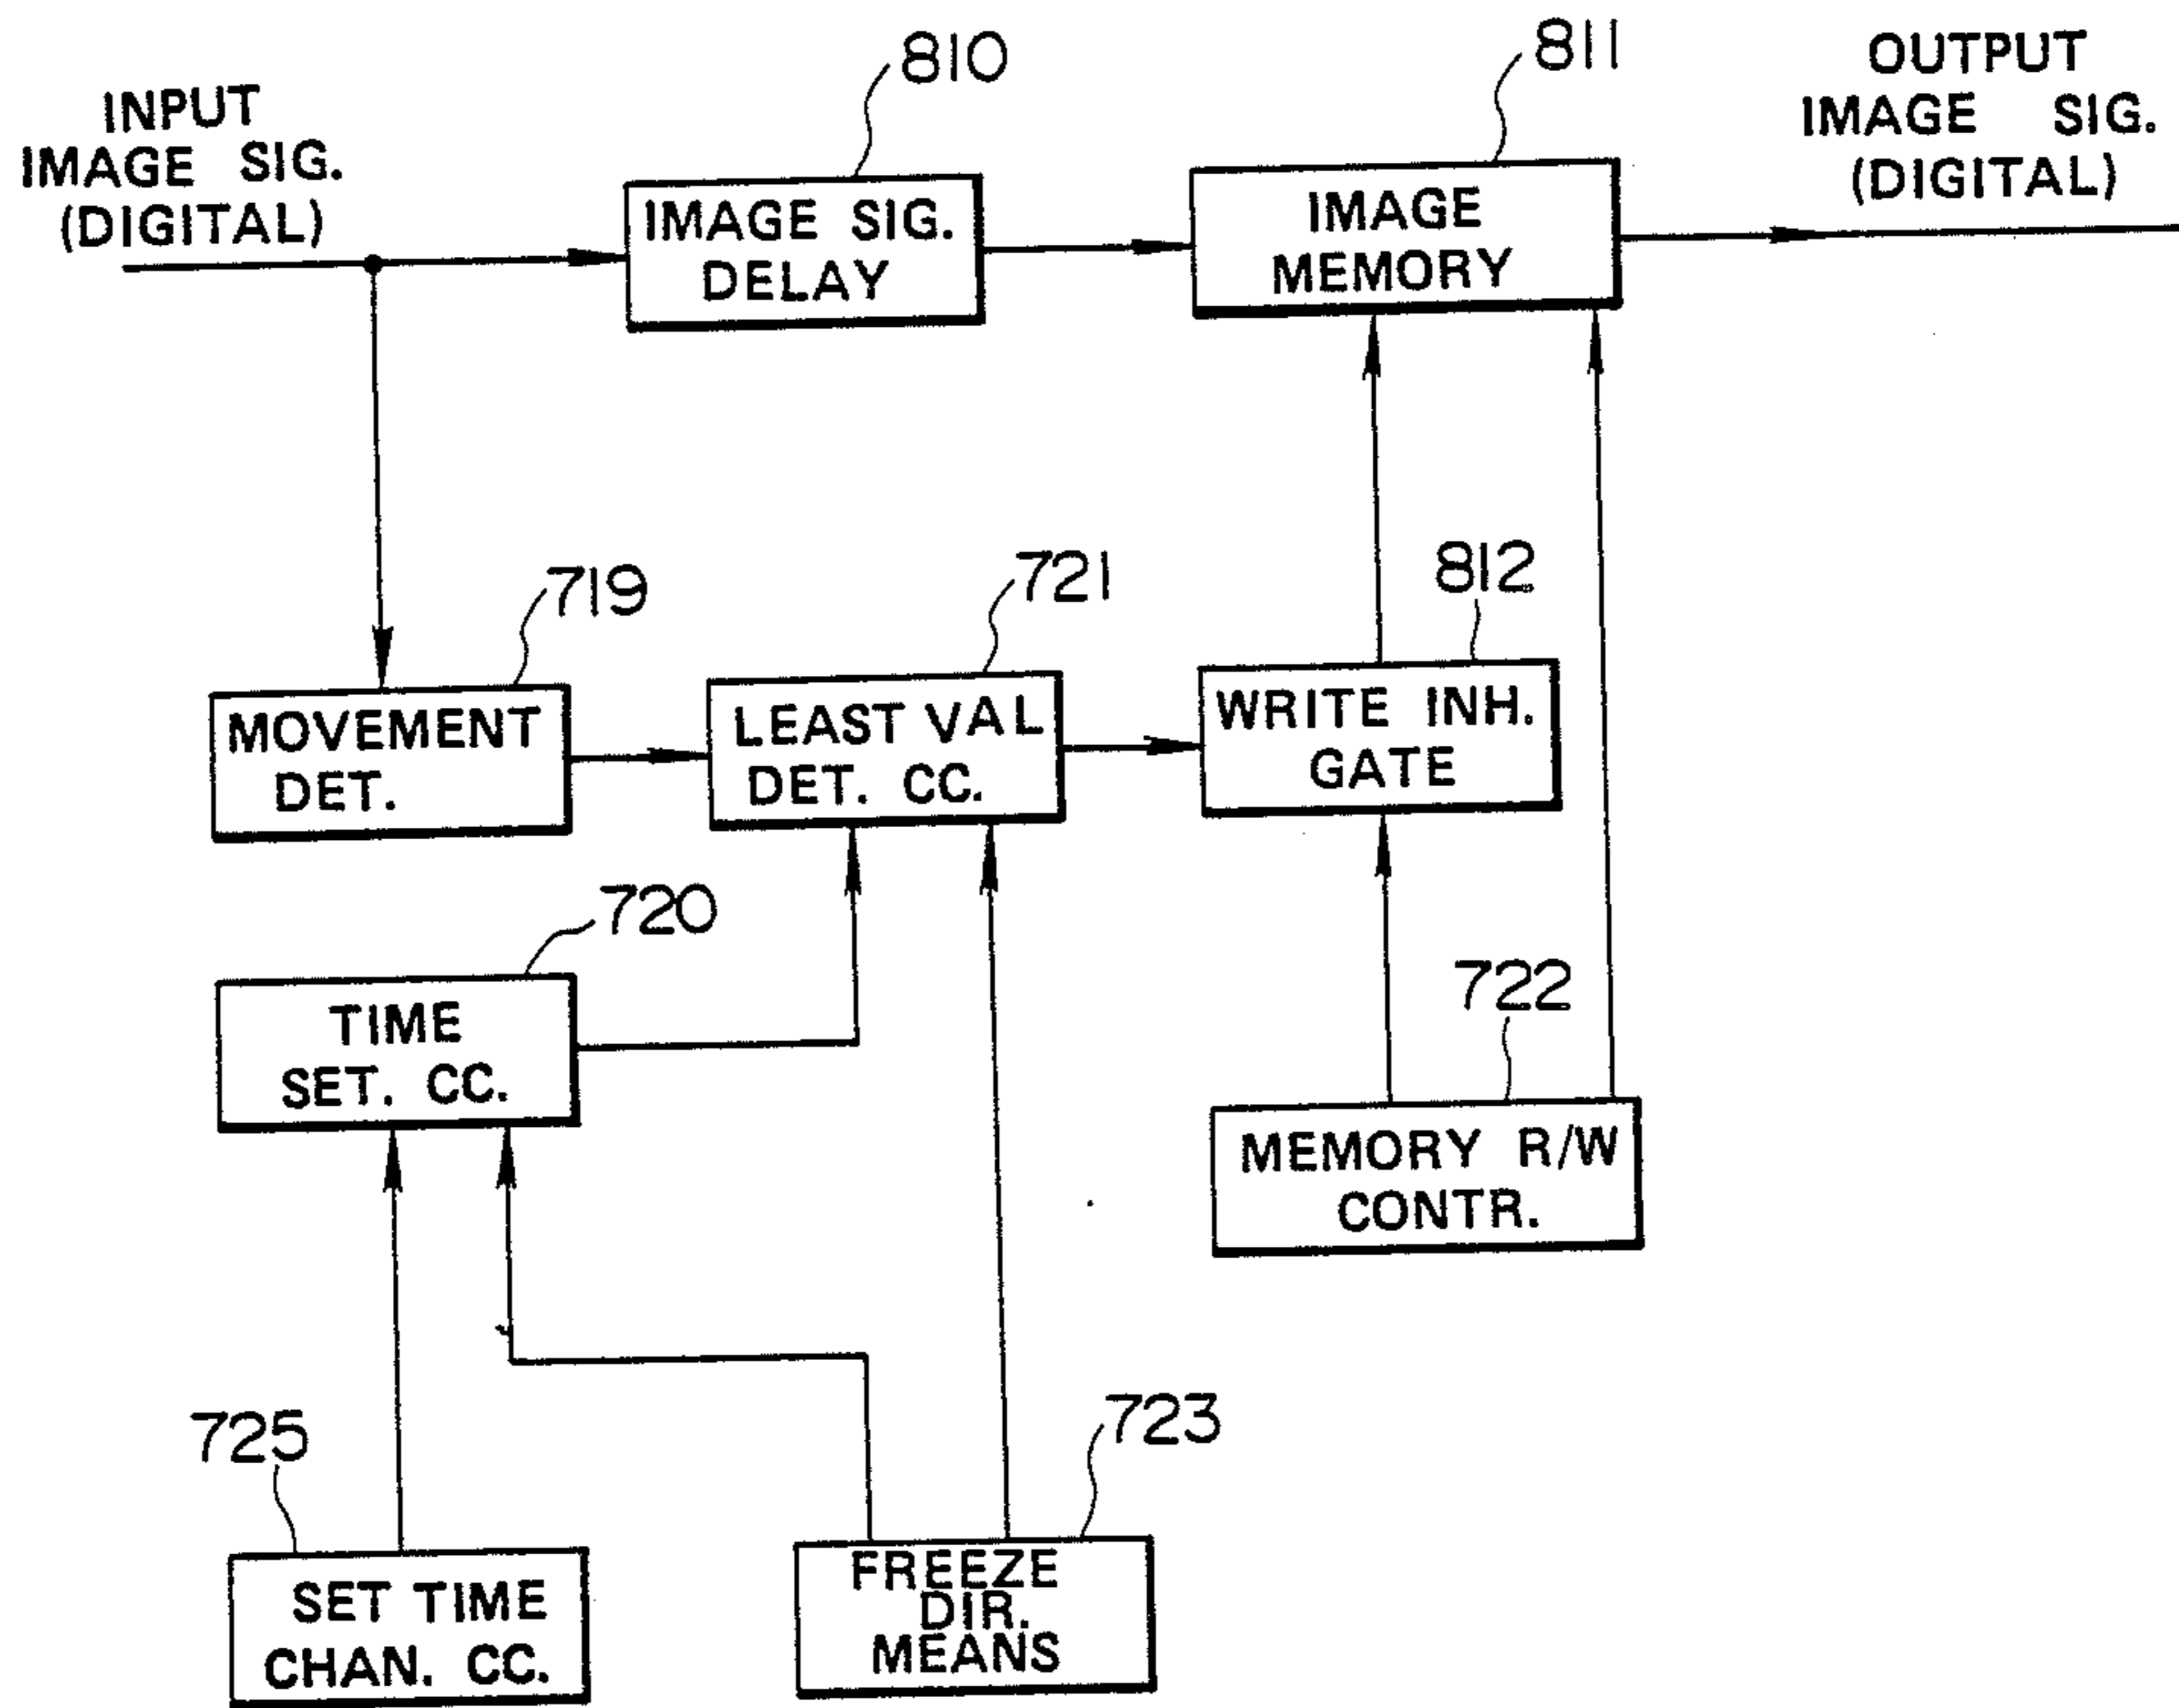 810
811
OUTPUT
IMAGE SIG.
(DIGITAL)
INPUT
IMAGE SIG.
(DIGITAL)
IMAGE SIG.
DELAY
IMAGE
MEMORY
719
721
812
MOVEMENT
DET.
LEAST VAL
DET. CC.
WRITE INH.
GATE
720
722
TIME
SET. CC.
MEMORY R/W
CONTR.
725
723
SET TIME
CHAN. CC.
FREEZE
DIR.
MEANS